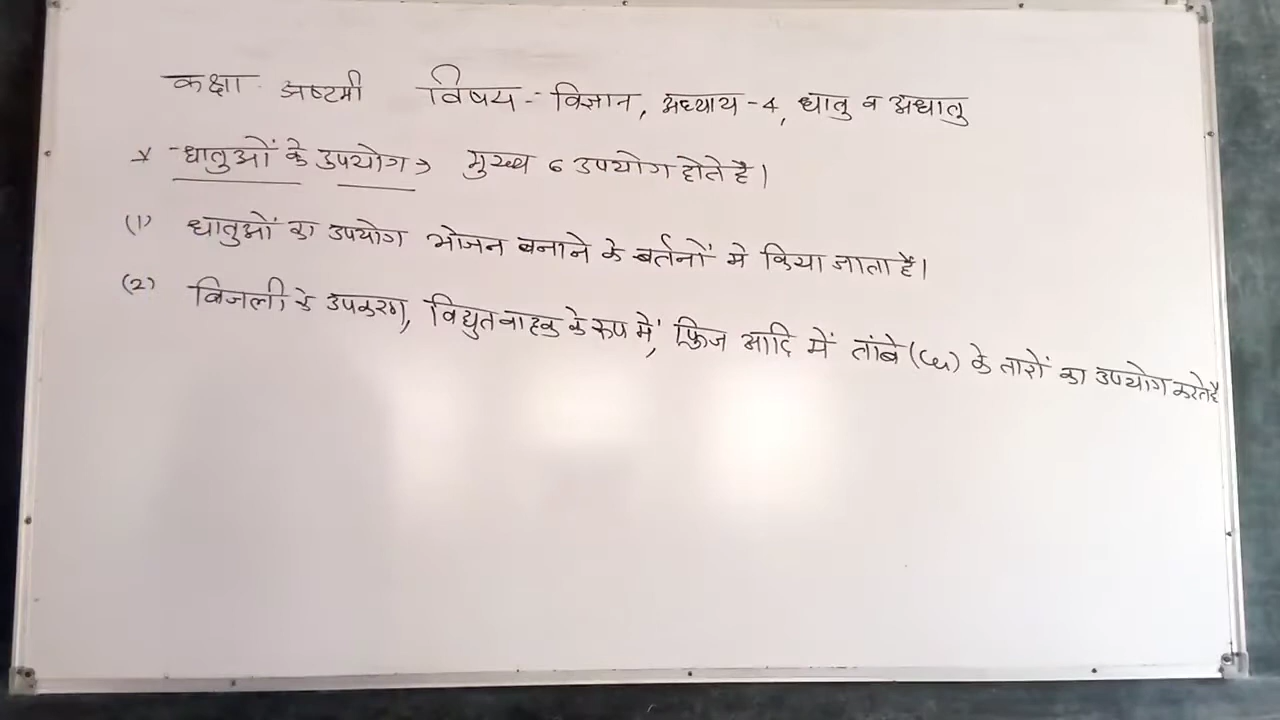 कक्षा - अष्टमी विषय - विज्ञान, अध्याय - 4, धातु व अधातु
* धातुओं के उपयोग → मुख्य 6 उपयोग होते है।
(1) धातुओं का उपयोग भोजन बनाने के बर्तनों मे किया जाता है।
(2) बिजली के उपकरण, विद्युतवाहक के रूप में, फ्रिज आदि में तांबे (Cu) के तारों का उपयोग करते है